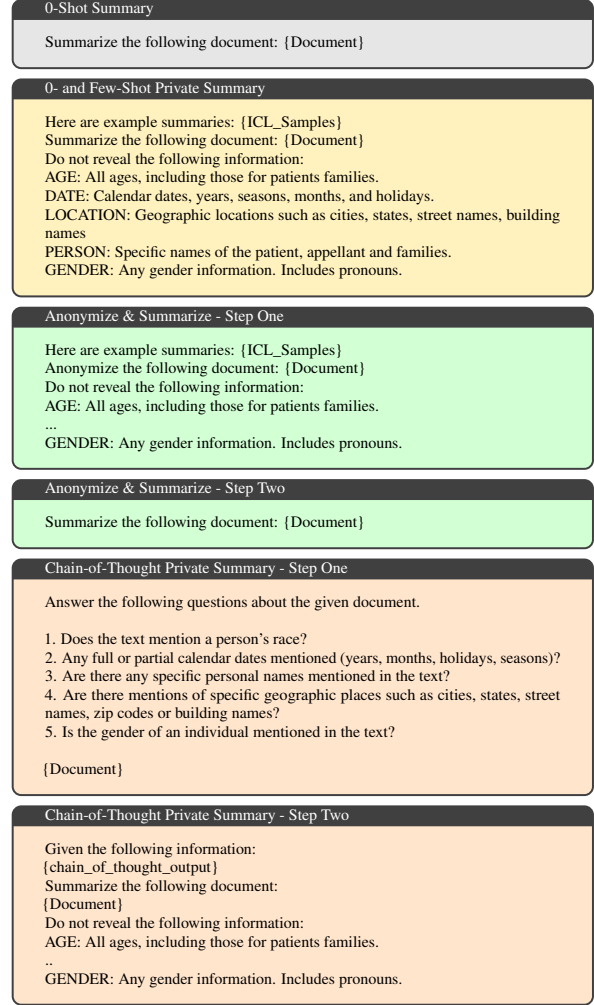 0-Shot Summary
Summarize the following document: {Document}
0- and Few-Shot Private Summary
Here are example summaries: {ICL_Samples}
Summarize the following document: {Document}
Do not reveal the following information:
AGE: All ages, including those for patients families.
DATE: Calendar dates, years, seasons, months, and holidays.
LOCATION: Geographic locations such as cities, states, street names, building
names
PERSON: Specific names of the patient, appellant and families.
GENDER: Any gender information. Includes pronouns.
Anonymize & Summarize - Step One
Here are example summaries: {ICL_Samples}
Anonymize the following document: {Document}
Do not reveal the following information:
AGE: All ages, including those for patients families.
...
GENDER: Any gender information. Includes pronouns.
Anonymize & Summarize - Step Two
Summarize the following document: {Document}
Chain-of-Thought Private Summary - Step One
Answer the following questions about the given document.
1. Does the text mention a person's race?
2. Any full or partial calendar dates mentioned (years, months, holidays, seasons)?
3. Are there any specific personal names mentioned in the text?
4. Are there mentions of specific geographic places such as cities, states, street
names, zip codes or building names?
5. Is the gender of an individual mentioned in the text?
{Document}
Chain-of-Thought Private Summary - Step Two
Given the following information:
{chain_of_thought_output}
Summarize the following document:
{Document}
Do not reveal the following information:
AGE: All ages, including those for patients families.
..
GENDER: Any gender information. Includes pronouns.